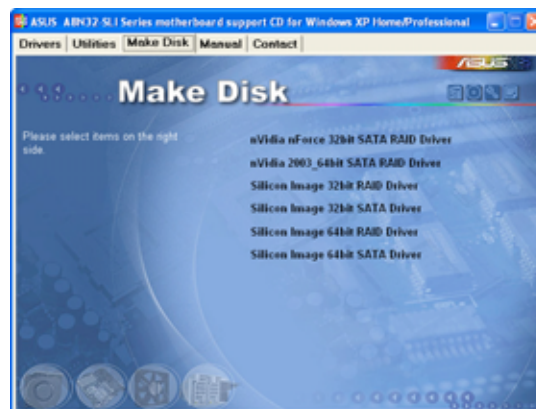 ASUS A8N32-SLI Series motherboard support CD for Windows XP Home/Professional
Drivers Utilities Make Disk Manual Contact
ASUS
Make Disk
Please select items on the right
side.
nVidia nForce 32bit SATA RAID Driver
nVidia 2003_64bit SATA RAID Driver
Silicon Image 32bit RAID Driver
Silicon Image 32bit SATA Driver
Silicon Image 64bit RAID Driver
Silicon Image 64bit SATA Driver